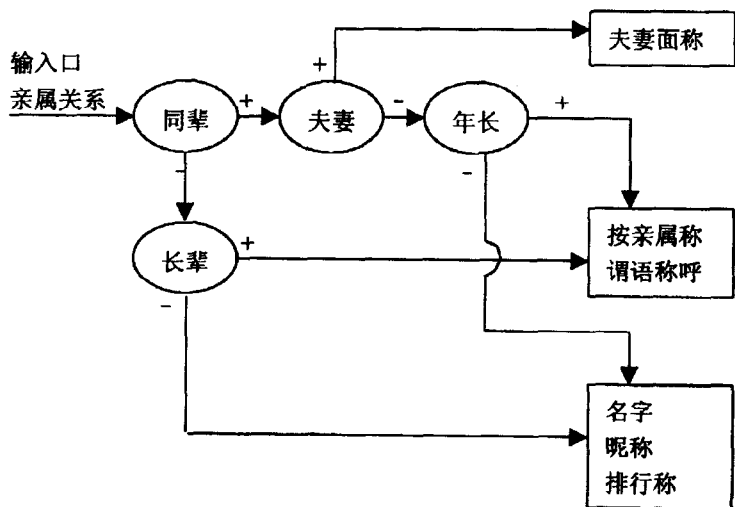 输入口
亲属关系
同辈
+
+
夫妻
-
年长
+
-
夫妻面称
-
长辈
+
-
按亲属称
谓语称呼
名字
昵称
排行称